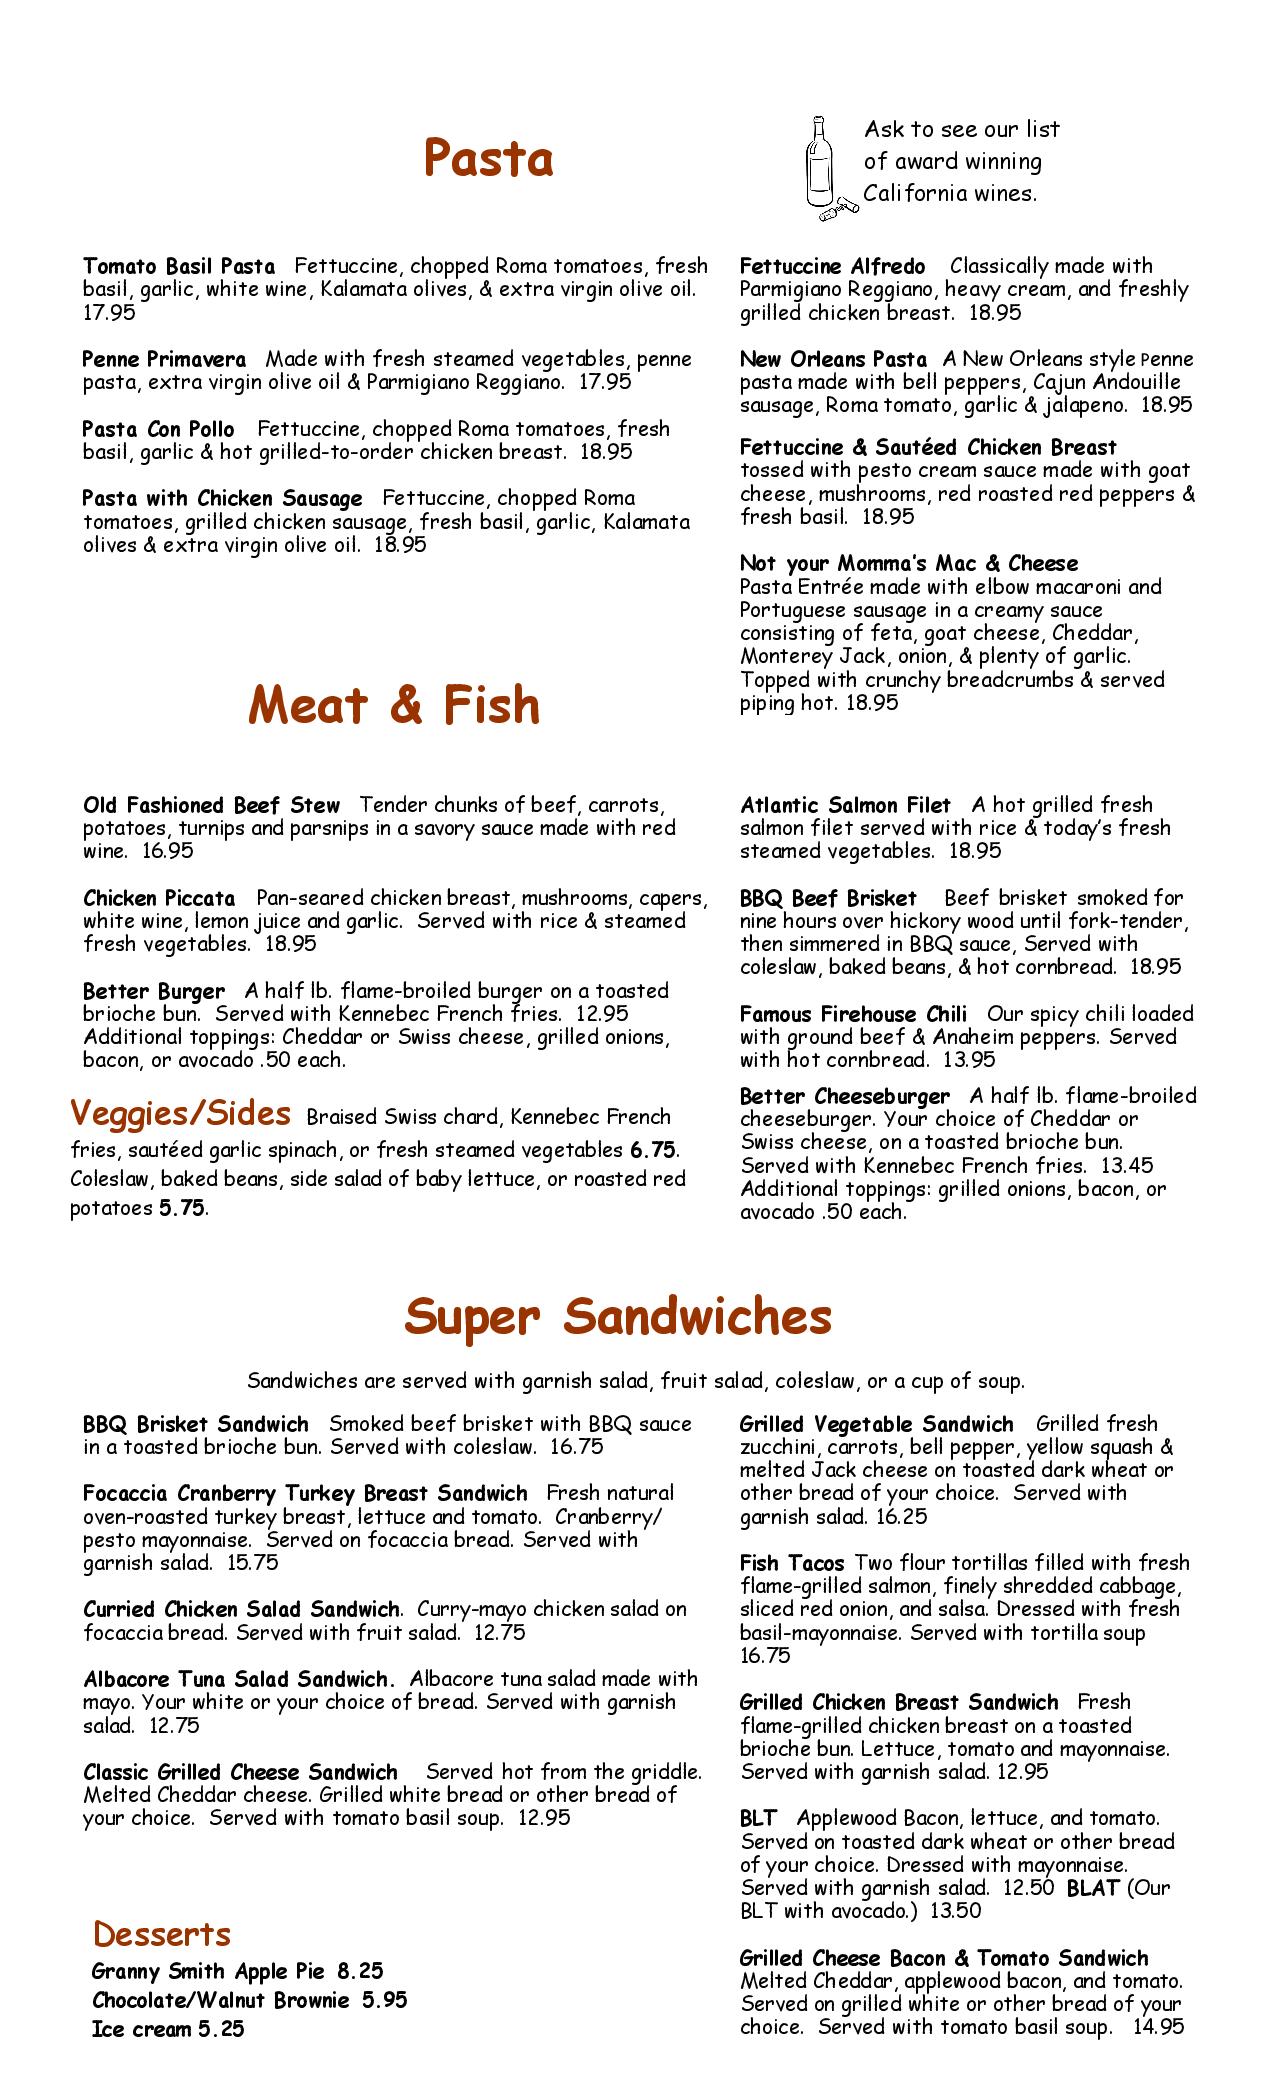 Pasta
Ask to see our list
of award winning
California wines.
Tomato Basil Pasta Fettuccine, chopped Roma tomatoes, fresh
basil, garlic, white wine, Kalamata olives, & extra virgin olive oil.
17.95
Penne Primavera Made with fresh steamed vegetables, penne
pasta, extra virgin olive oil & Parmigiano Reggiano. 17.95
Pasta Con Pollo Fettuccine, chopped Roma tomatoes, fresh
basil, garlic & hot grilled-to-order chicken breast. 18.95
Pasta with Chicken Sausage Fettuccine, chopped Roma
tomatoes, grilled chicken sausage, fresh basil, garlic, Kalamata
olives & extra virgin olive oil. 18.95
Fettuccine Alfredo Classically made with
Parmigiano Reggiano, heavy cream, and freshly
grilled chicken breast. 18.95
New Orleans Pasta A New Orleans style Penne
pasta made with bell peppers, Cajun Andouille
sausage, Roma tomato, garlic & jalapeno. 18.95
Fettuccine & Sautéed Chicken Breast
tossed with pesto cream sauce made with goat
cheese, mushrooms, red roasted red peppers &
fresh basil. 18.95
Not your Momma's Mac & Cheese
Pasta Entrée made with elbow macaroni and
Portuguese sausage in a creamy sauce
consisting of feta, goat cheese, Cheddar,
Monterey Jack, onion, & plenty of garlic.
Topped with crunchy breadcrumbs & served
piping hot. 18.95
Meat & Fish
Old Fashioned Beef Stew Tender chunks of beef, carrots,
potatoes, turnips and parsnips in a savory sauce made with red
wine. 16.95
Chicken Piccata Pan-seared chicken breast, mushrooms, capers,
white wine, lemon juice and garlic. Served with rice & steamed
fresh vegetables. 18.95
Better Burger A half lb. flame-broiled burger on a toasted
brioche bun. Served with Kennebec French fries. 12.95
Additional toppings: Cheddar or Swiss cheese, grilled onions,
bacon, or avocado .50 each.
Veggies/Sides Braised Swiss chard, Kennebec French
fries, sautéed garlic spinach, or fresh steamed vegetables 6.75.
Coleslaw, baked beans, side salad of baby lettuce, or roasted red
potatoes 5.75.
Atlantic Salmon Filet A hot grilled fresh
salmon filet served with rice & today's fresh
steamed vegetables. 18.95
BBQ Beef Brisket Beef brisket smoked for
nine hours over hickory wood until fork-tender,
then simmered in BBQ sauce, Served with
coleslaw, baked beans, & hot cornbread. 18.95
Famous Firehouse Chili Our spicy chili loaded
with ground beef & Anaheim peppers. Served
with hot cornbread. 13.95
Better Cheeseburger A half lb. flame-broiled
cheeseburger. Your choice of Cheddar or
Swiss cheese, on a toasted brioche bun.
Served with Kennebec French fries. 13.45
Additional toppings: grilled onions, bacon, or
avocado .50 each.
Super Sandwiches
Sandwiches are served with garnish salad, fruit salad, coleslaw, or a cup of soup.
BBQ Brisket Sandwich Smoked beef brisket with BBQ sauce
in a toasted brioche bun. Served with coleslaw. 16.75
Focaccia Cranberry Turkey Breast Sandwich Fresh natural
oven-roasted turkey breast, lettuce and tomato. Cranberry/
pesto mayonnaise. Served on focaccia bread. Served with
garnish salad. 15.75
Curried Chicken Salad Sandwich. Curry-mayo chicken salad on
focaccia bread. Served with fruit salad. 12.75
Albacore Tuna Salad Sandwich. Albacore tuna salad made with
mayo. Your white or your choice of bread. Served with garnish
salad. 12.75
Classic Grilled Cheese Sandwich Served hot from the griddle.
Melted Cheddar cheese. Grilled white bread or other bread of
your choice. Served with tomato basil soup. 12.95
Grilled Vegetable Sandwich Grilled fresh
zucchini, carrots, bell pepper, yellow squash &
melted Jack cheese on toasted dark wheat or
other bread of your choice. Served with
garnish salad. 16.25
Fish Tacos Two flour tortillas filled with fresh
flame-grilled salmon, finely shredded cabbage,
sliced red onion, and salsa. Dressed with fresh
basil-mayonnaise. Served with tortilla soup
16.75
Grilled Chicken Breast Sandwich Fresh
flame-grilled chicken breast on a toasted
brioche bun. Lettuce, tomato and mayonnaise.
Served with garnish salad. 12.95
BLT Applewood Bacon, lettuce, and tomato.
Served on toasted dark wheat or other bread
of your choice. Dressed with mayonnaise.
Served with garnish salad. 12.50 BLAT (Our
BLT with avocado.) 13.50
Grilled Cheese Bacon & Tomato Sandwich
Melted Cheddar, applewood bacon, and tomato.
Served on grilled white or other bread of your
choice. Served with tomato basil soup. 14.95
Desserts
Granny Smith Apple Pie 8.25
Chocolate/Walnut Brownie 5.95
Ice cream 5.25